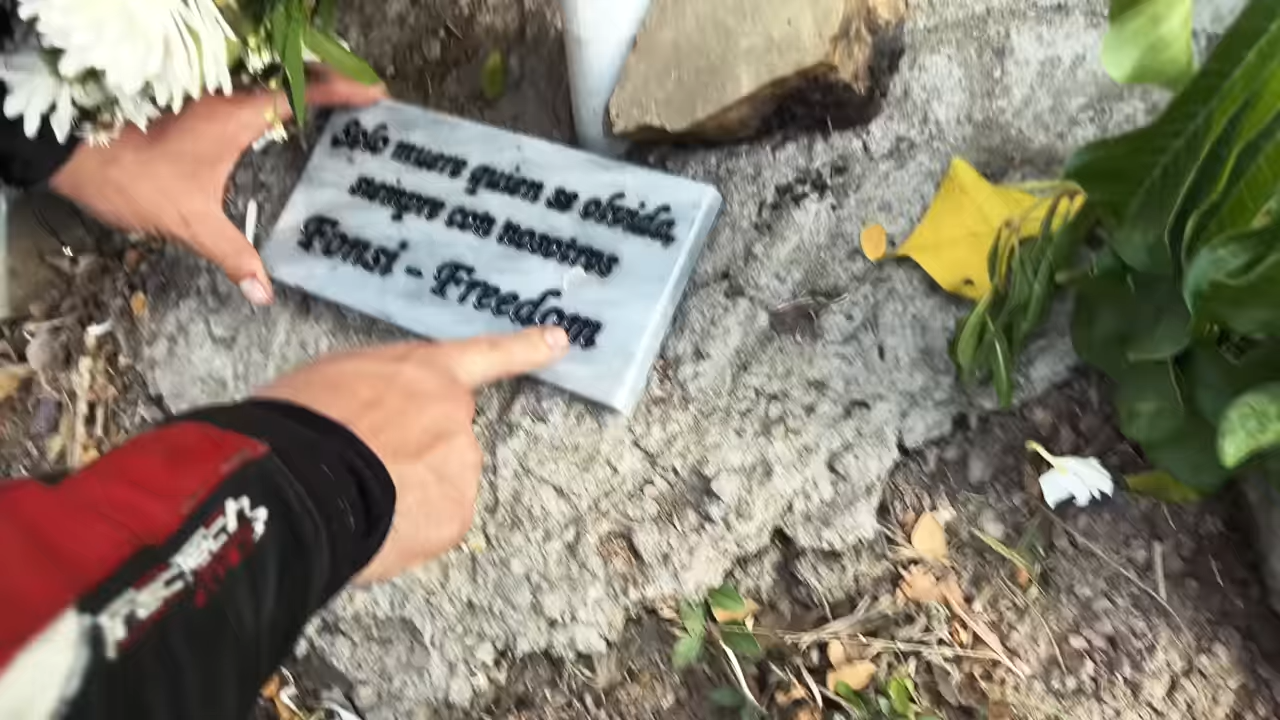 Solo muere quien se olvida,
siempre con nosotros
Fonsi - Freedom